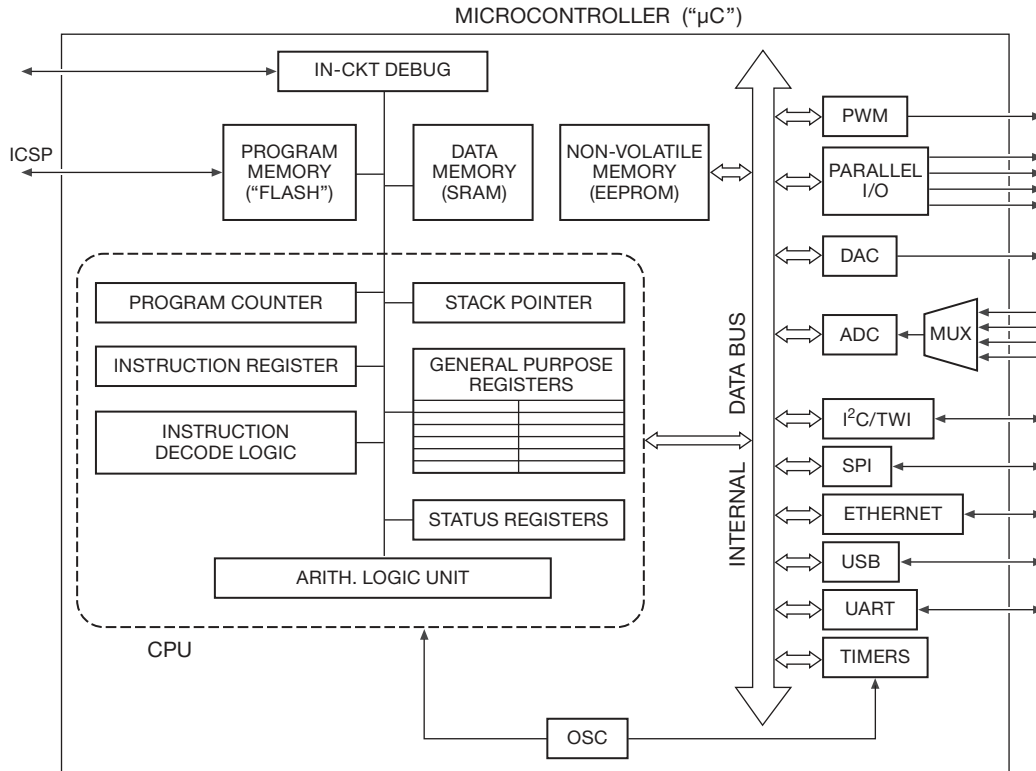 MICROCONTROLLER (“µC”)
IN-CKT DEBUG
ICSP
PROGRAM
MEMORY
(“FLASH”)
DATA
MEMORY
(SRAM)
NON-VOLATILE
MEMORY
(EEPROM)
PROGRAM COUNTER
STACK POINTER
INSTRUCTION REGISTER
GENERAL PURPOSE
REGISTERS
INSTRUCTION
DECODE LOGIC
STATUS REGISTERS
ARITH. LOGIC UNIT
CPU
OSC
INTERNAL DATA BUS
PWM
PARALLEL
I/O
DAC
ADC
MUX
I²C/TWI
SPI
ETHERNET
USB
UART
TIMERS